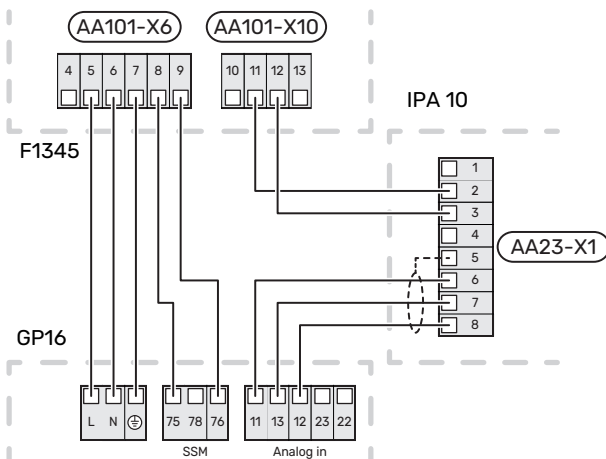 AA101-X6 AA101-X10
4 5 6 7 8 9 10 11 12 13
IPA 10
F1345
1
2
3
4
AA23-X1
5
6
7
8
GP16
L N 75 78 76 11 13 12 23 22
SSM Analog in